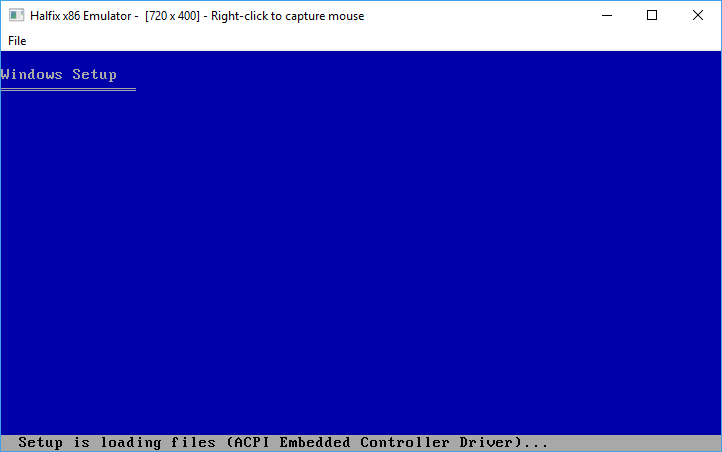 Halfix x86 Emulator -  [720 x 400] - Right-click to capture mouse
File
Windows Setup
Setup is loading files (ACPI Embedded Controller Driver)...